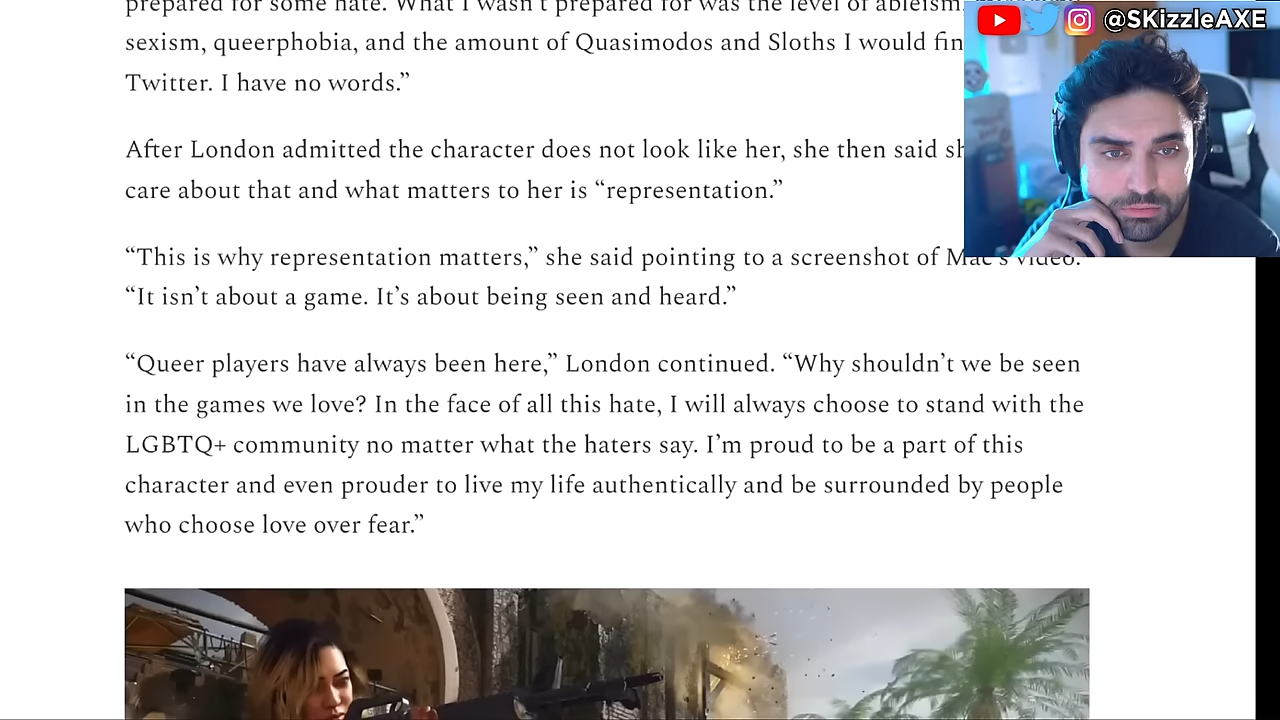 prepared for some hate. What I wasn't prepared for was the level of ableism,
@SKizzleAXE
sexism, queerphobia, and the amount of Quasimodos and Sloths I would fin
Twitter. I have no words.”
After London admitted the character does not look like her, she then said sh
care about that and what matters to her is “representation.”
“This is why representation matters,” she said pointing to a screenshot of Mac's video.
“It isn't about a game. It's about being seen and heard.”
“Queer players have always been here,” London continued. “Why shouldn't we be seen
in the games we love? In the face of all this hate, I will always choose to stand with the
LGBTQ+ community no matter what the haters say. I'm proud to be a part of this
character and even prouder to live my life authentically and be surrounded by people
who choose love over fear.”